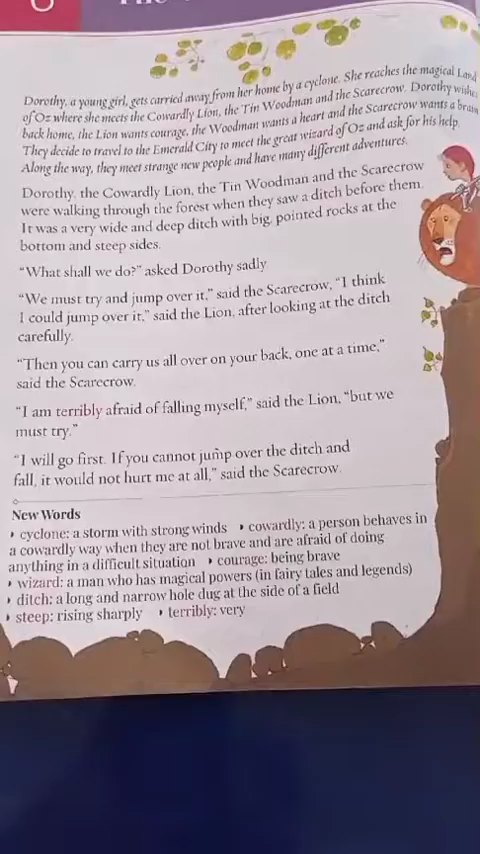 Dorothy, a young girl, gets carried away from her home by a cyclone. She reaches the magical Land
of Oz where she meets the Cowardly Lion, the Tin Woodman and the Scarecrow. Dorothy wishes
back home, the Lion wants courage, the Woodman wants a heart and the Scarecrow wants a brain
They decide to travel to the Emerald City to meet the great wizard of Oz and ask for his help.
Along the way, they meet strange new people and have many different adventures.
Dorothy, the Cowardly Lion, the Tin Woodman and the Scarecrow
were walking through the forest when they saw a ditch before them.
It was a very wide and deep ditch with big, pointed rocks at the
bottom and steep sides.
“What shall we do?” asked Dorothy sadly
“We must try and jump over it,” said the Scarecrow, “I think
I could jump over it,” said the Lion, after looking at the ditch
carefully.
“Then you can carry us all over on your back, one at a time,”
said the Scarecrow.
“I am terribly afraid of falling myself,” said the Lion, “but we
must try.”
“I will go first. If you cannot jump over the ditch and
fall, it would not hurt me at all,” said the Scarecrow.
New Words
• cyclone: a storm with strong winds • cowardly: a person behaves in
a cowardly way when they are not brave and are afraid of doing
anything in a difficult situation • courage: being brave
• wizard: a man who has magical powers (in fairy tales and legends)
• ditch: a long and narrow hole dug at the side of a field
• steep: rising sharply • terribly: very